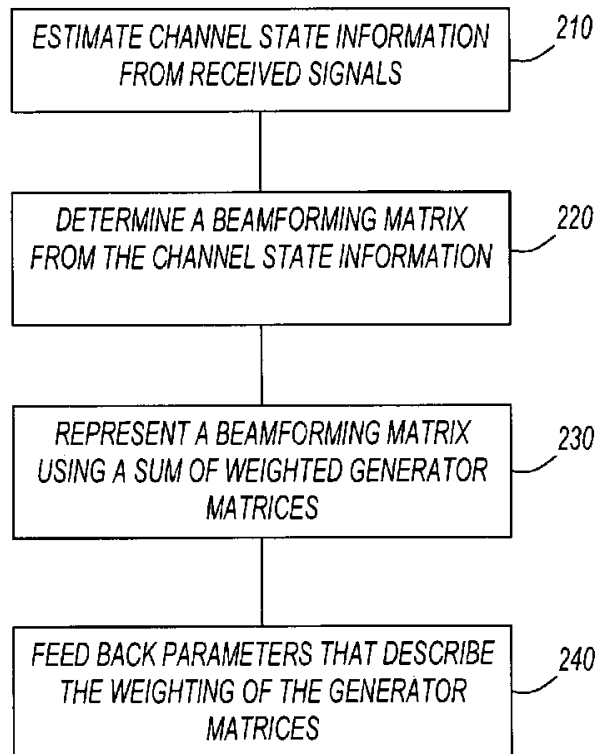 ESTIMATE CHANNEL STATE INFORMATION
FROM RECEIVED SIGNALS
210
DETERMINE A BEAMFORMING MATRIX
FROM THE CHANNEL STATE INFORMATION
220
REPRESENT A BEAMFORMING MATRIX
USING A SUM OF WEIGHTED GENERATOR
MATRICES
230
FEED BACK PARAMETERS THAT DESCRIBE
THE WEIGHTING OF THE GENERATOR
MATRICES
240